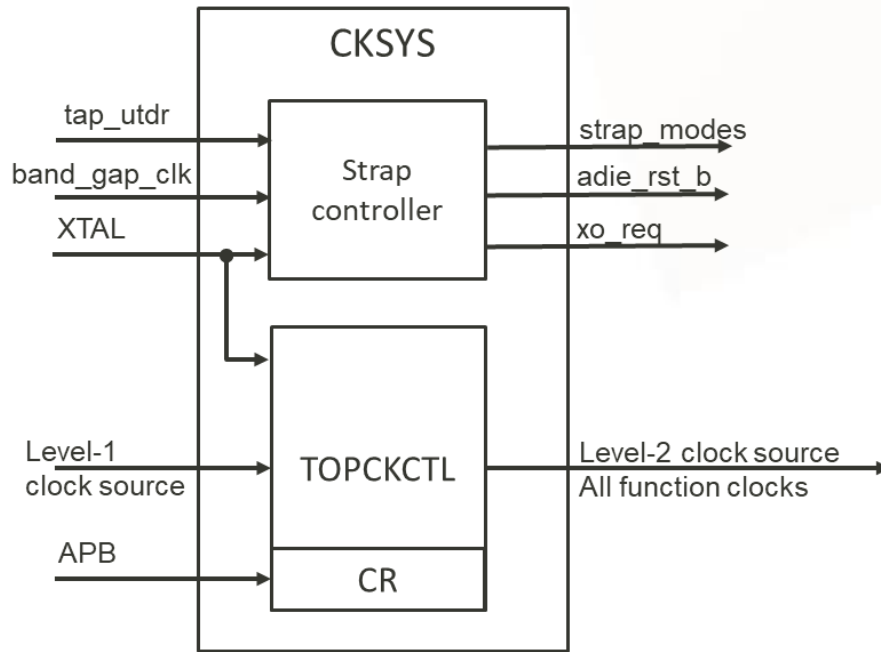 CKSYS
tap_utdr
band_gap_clk
XTAL
Strap
controller
strap_modes
adie_rst_b
xo_req
Level-1
clock source
APB
TOPCKCTL
CR
Level-2 clock source
All function clocks